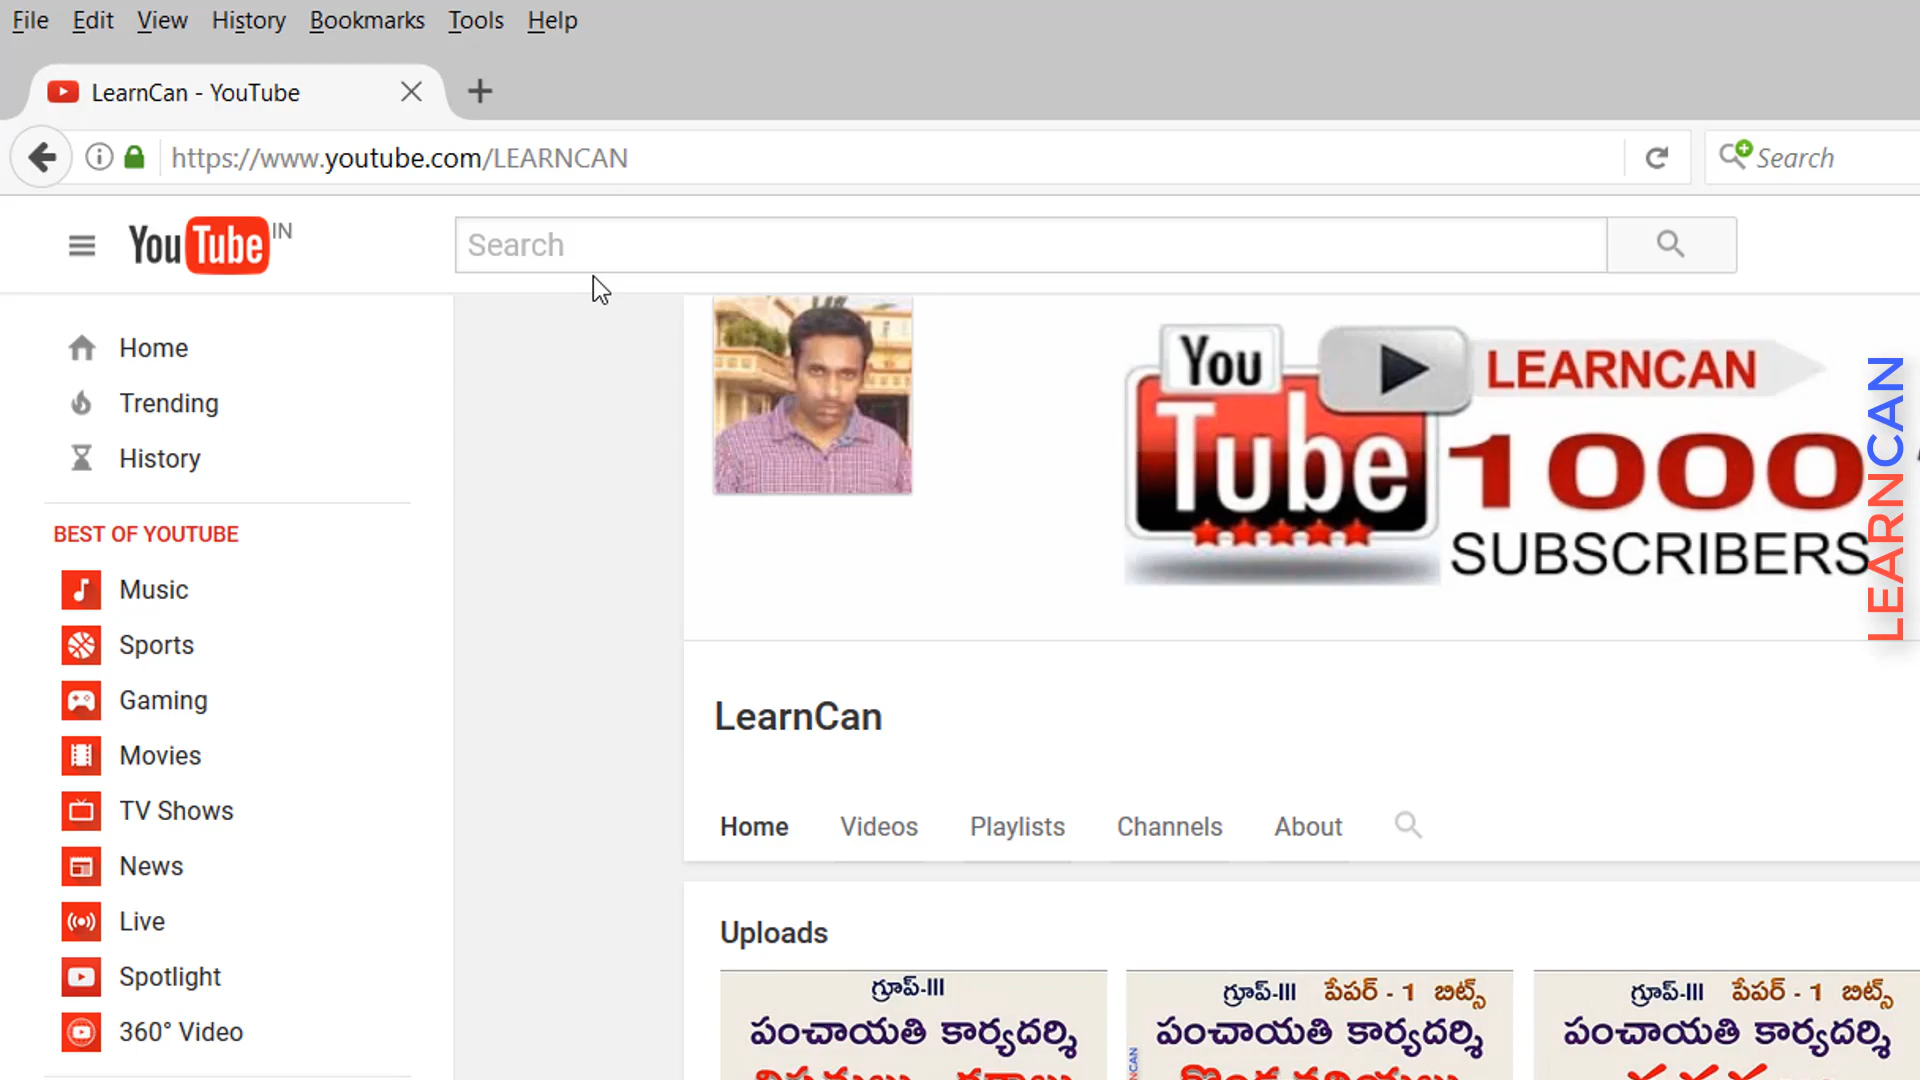 File Edit View History Bookmarks Tools Help
LearnCan - YouTube
https://www.youtube.com/LEARNCAN
Search
YouTube IN
Search
Home
Trending
History
BEST OF YOUTUBE
Music
Sports
Gaming
Movies
TV Shows
News
Live
Spotlight
360° Video
You Tube
LEARNCAN
1000
SUBSCRIBERS
LEARNCAN
LearnCan
Home Videos Playlists Channels About
Uploads
గ్రూప్-III
పంచాయతి కార్యదర్శి
గ్రూప్-III పేపర్ - 1 బిట్స్
పంచాయతి కార్యదర్శి
గ్రూప్-III పేపర్ - 1 బిట్స్
పంచాయతి కార్యదర్శి